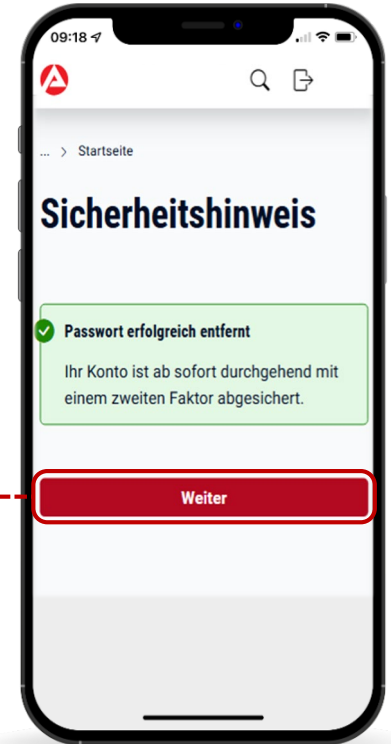 09:18
... > Startseite
Sicherheitshinweis
Passwort erfolgreich entfernt
Ihr Konto ist ab sofort durchgehend mit
einem zweiten Faktor abgesichert.
Weiter